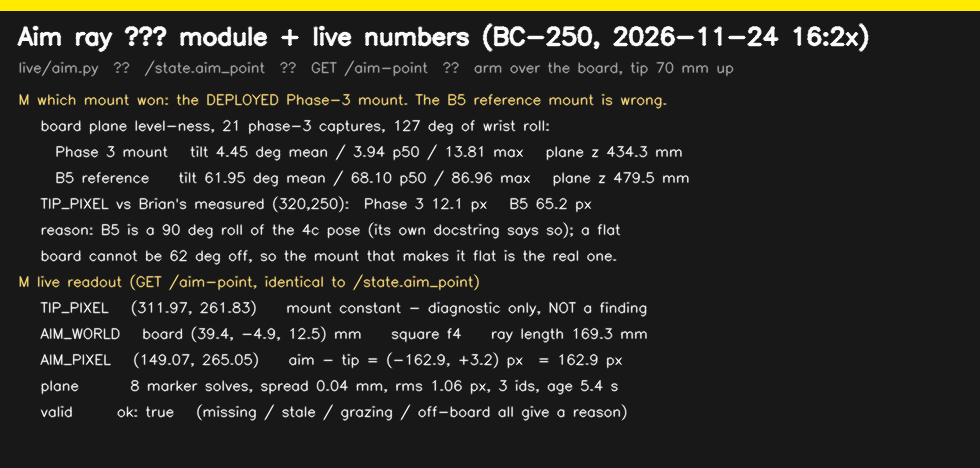 Aim ray ??? module + live numbers (BC-250, 2026-11-24 16:2x)
live/aim.py ?? /state.aim_point ?? GET /aim-point ?? arm over the board, tip 70 mm up
M which mount won: the DEPLOYED Phase-3 mount. The B5 reference mount is wrong.
board plane level-ness, 21 phase-3 captures, 127 deg of wrist roll:
Phase 3 mount tilt 4.45 deg mean / 3.94 p50 / 13.81 max plane z 434.3 mm
B5 reference tilt 61.95 deg mean / 68.10 p50 / 86.96 max plane z 479.5 mm
TIP_PIXEL vs Brian's measured (320,250): Phase 3 12.1 px B5 65.2 px
reason: B5 is a 90 deg roll of the 4c pose (its own docstring says so); a flat
board cannot be 62 deg off, so the mount that makes it flat is the real one.
M live readout (GET /aim-point, identical to /state.aim_point)
TIP_PIXEL (311.97, 261.83) mount constant - diagnostic only, NOT a finding
AIM_WORLD board (39.4, -4.9, 12.5) mm square f4 ray length 169.3 mm
AIM_PIXEL (149.07, 265.05) aim - tip = (-162.9, +3.2) px = 162.9 px
plane 8 marker solves, spread 0.04 mm, rms 1.06 px, 3 ids, age 5.4 s
valid ok: true (missing / stale / grazing / off-board all give a reason)